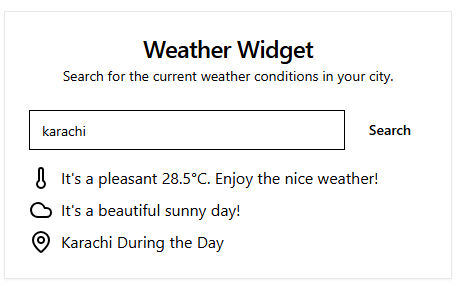 Weather Widget
Search for the current weather conditions in your city.
karachi
Search
It's a pleasant 28.5°C. Enjoy the nice weather!
It's a beautiful sunny day!
Karachi During the Day